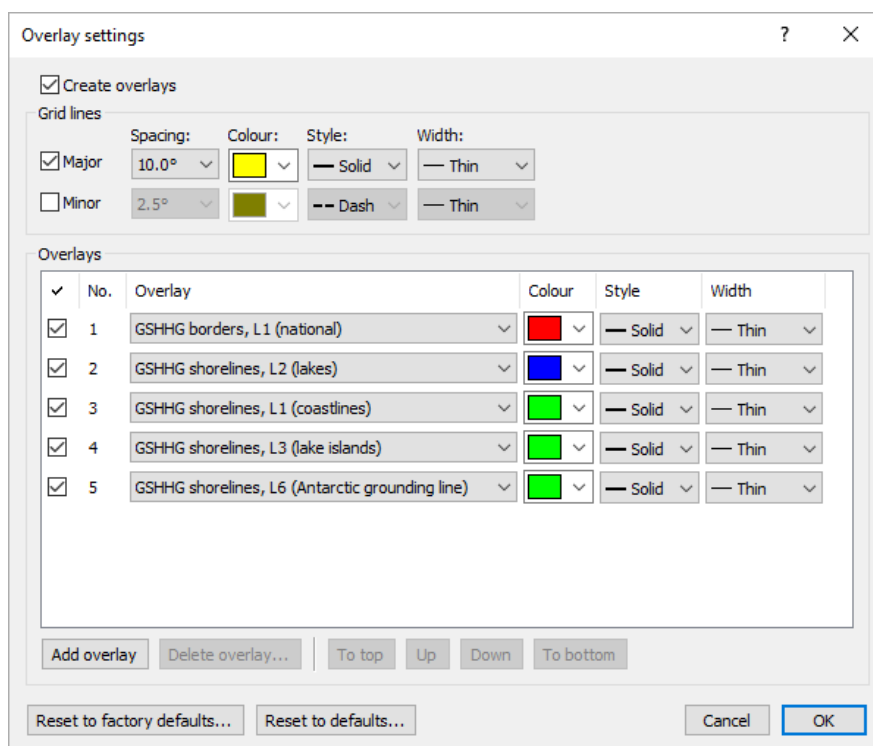 Overlay settings ?
Create overlays
Grid lines
Spacing: Colour: Style: Width:
Major 10.0° Solid Thin
Minor 2.5° Dash Thin
Overlays
No. Overlay Colour Style Width
1 GSHHG borders, L1 (national) Solid Thin
2 GSHHG shorelines, L2 (lakes) Solid Thin
3 GSHHG shorelines, L1 (coastlines) Solid Thin
4 GSHHG shorelines, L3 (lake islands) Solid Thin
5 GSHHG shorelines, L6 (Antarctic grounding line) Solid Thin
Add overlay Delete overlay... To top Up Down To bottom
Reset to factory defaults... Reset to defaults... Cancel OK